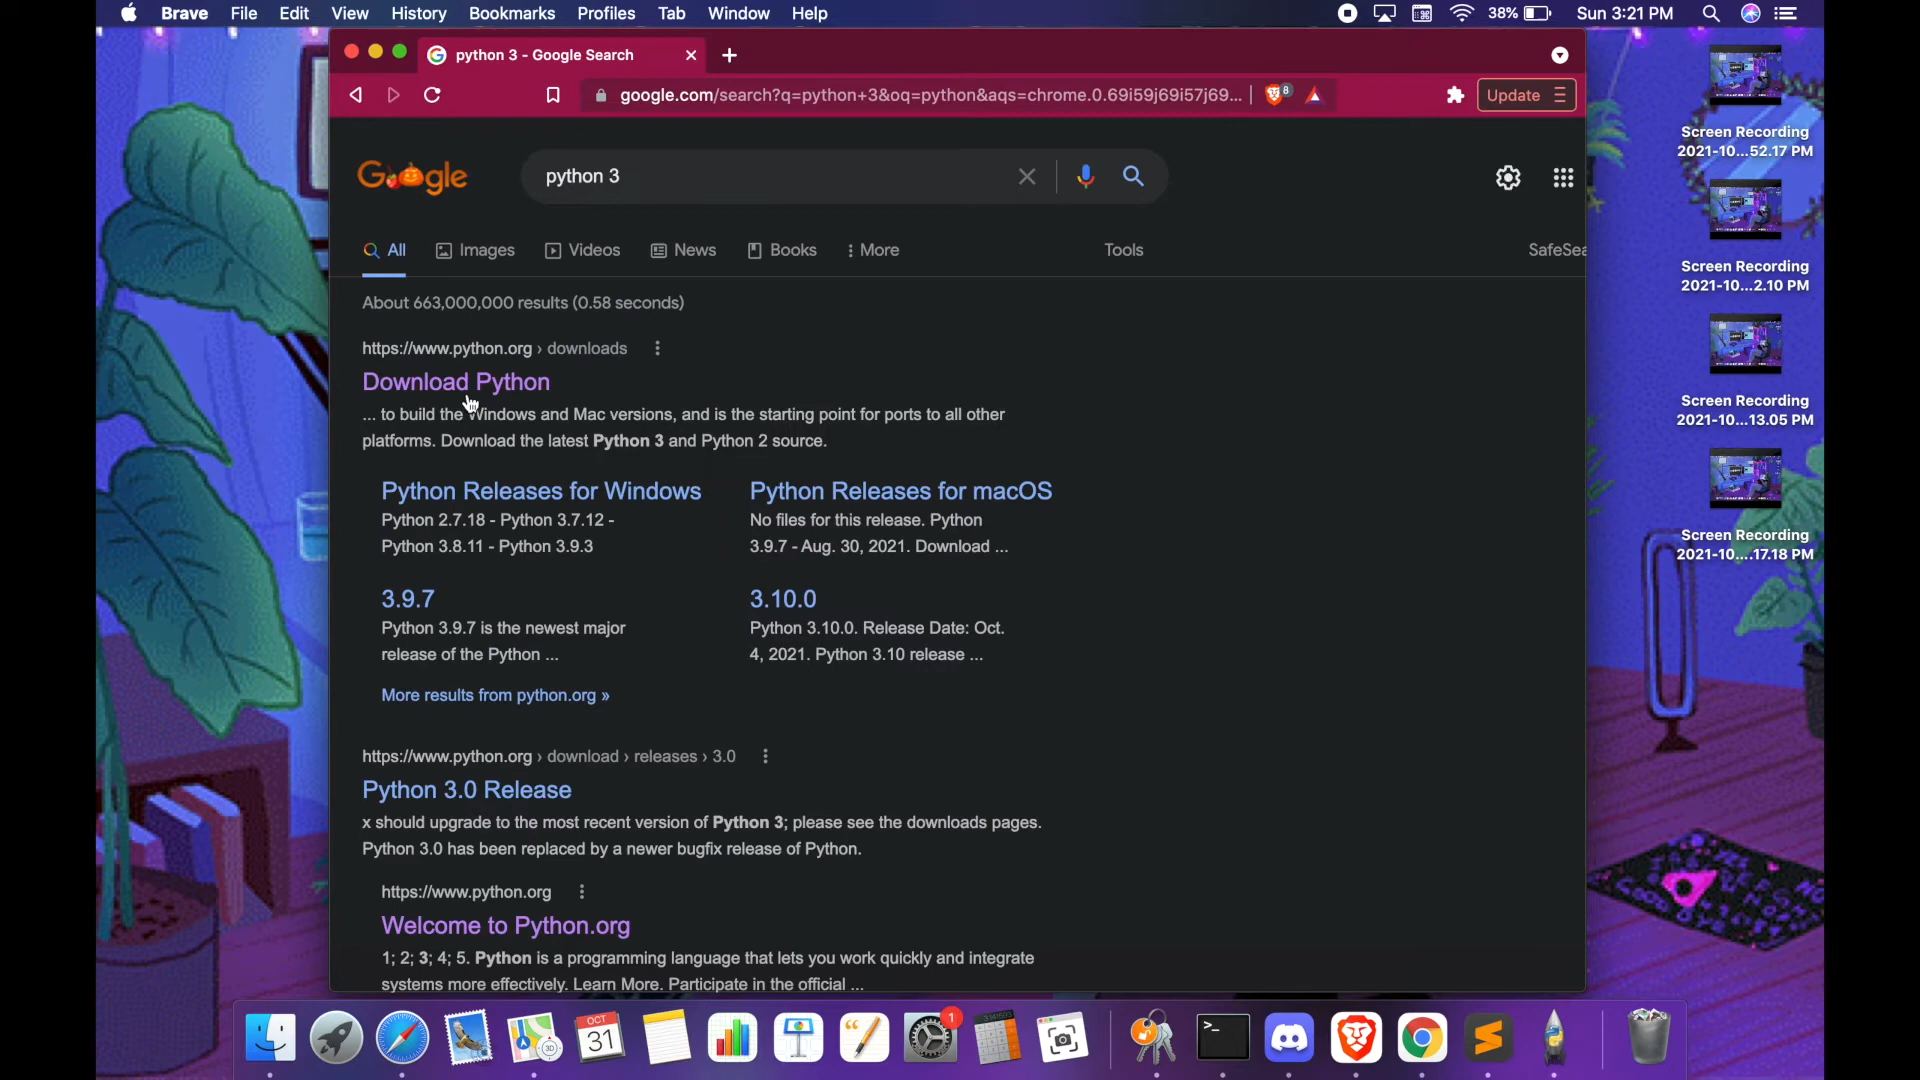 Brave File Edit View History Bookmarks Profiles Tab Window Help 38% Sun 3:21 PM
python 3 - Google Search
google.com/search?q=python+3&oq=python&aqs=chrome.0.69i59j69i57j69... 8 Update
Google
python 3
All Images Videos News Books More Tools SafeSea
About 663,000,000 results (0.58 seconds)
https://www.python.org › downloads
Download Python
... to build the Windows and Mac versions, and is the starting point for ports to all other
platforms. Download the latest Python 3 and Python 2 source.
Python Releases for Windows
Python 2.7.18 - Python 3.7.12 -
Python 3.8.11 - Python 3.9.3
Python Releases for macOS
No files for this release. Python
3.9.7 - Aug. 30, 2021. Download ...
3.9.7
Python 3.9.7 is the newest major
release of the Python ...
3.10.0
Python 3.10.0. Release Date: Oct.
4, 2021. Python 3.10 release ...
More results from python.org »
https://www.python.org › download › releases › 3.0
Python 3.0 Release
x should upgrade to the most recent version of Python 3; please see the downloads pages.
Python 3.0 has been replaced by a newer bugfix release of Python.
https://www.python.org
Welcome to Python.org
1; 2; 3; 4; 5. Python is a programming language that lets you work quickly and integrate
systems more effectively. Learn More. Participate in the official ...
Screen Recording
2021-10...52.17 PM
Screen Recording
2021-10...2.10 PM
Screen Recording
2021-10...13.05 PM
Screen Recording
2021-10....17.18 PM
3D
OCT
31
1